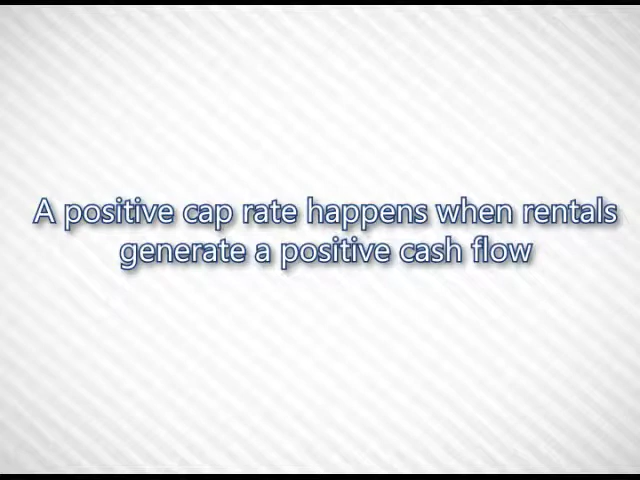 A positive cap rate happens when rentals
generate a positive cash flow